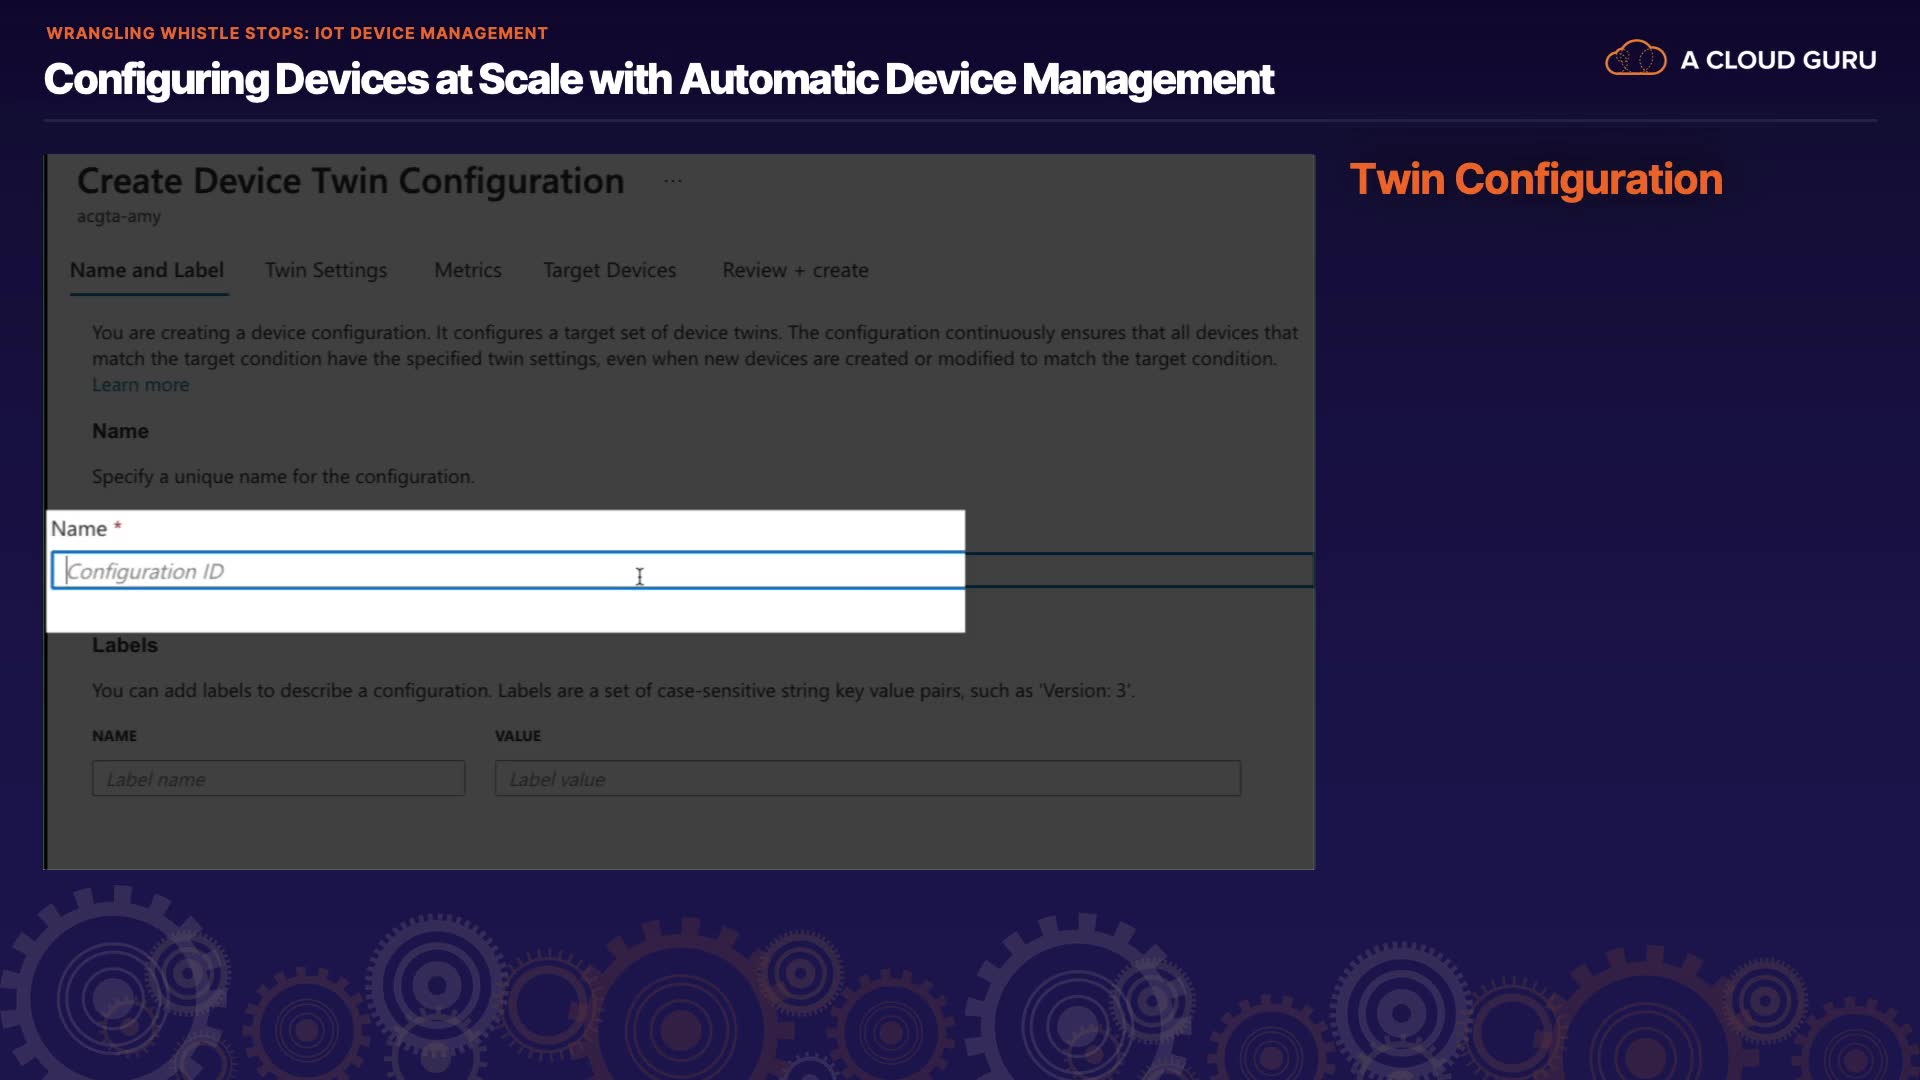 WRANGLING WHISTLE STOPS: IOT DEVICE MANAGEMENT
Configuring Devices at Scale with Automatic Device Management
A CLOUD GURU
Create Device Twin Configuration ...
acgta-amy
Twin Configuration
Name and Label Twin Settings Metrics Target Devices Review + create
You are creating a device configuration. It configures a target set of device twins. The configuration continuously ensures that all devices that
match the target condition have the specified twin settings, even when new devices are created or modified to match the target condition.
Learn more
Name
Specify a unique name for the configuration.
Name *
Configuration ID
Labels
You can add labels to describe a configuration. Labels are a set of case-sensitive string key value pairs, such as 'Version: 3'.
NAME VALUE
Label name Label value